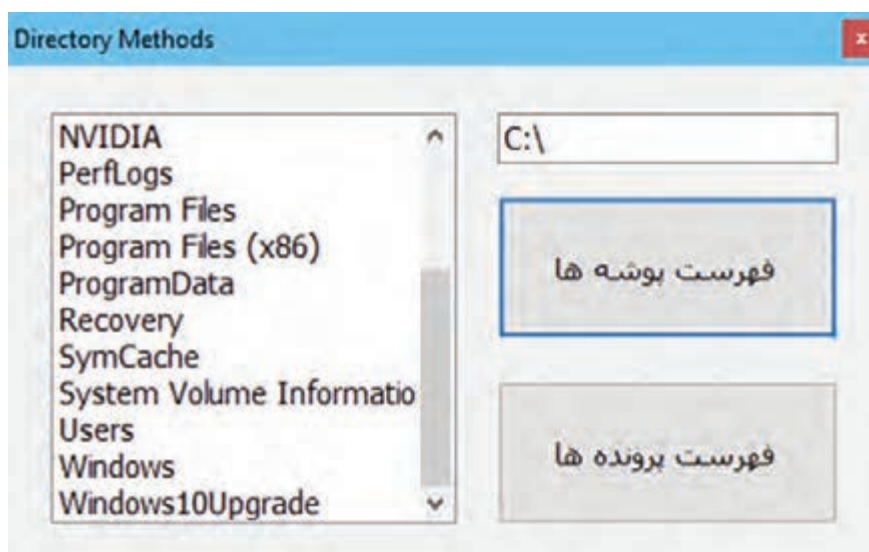 Directory Methods
x
NVIDIA
PerfLogs
Program Files
Program Files (x86)
ProgramData
Recovery
SymCache
System Volume Informatio
Users
Windows
Windows10Upgrade
C:\
فهرست پوشه ها
فهرست پرونده ها